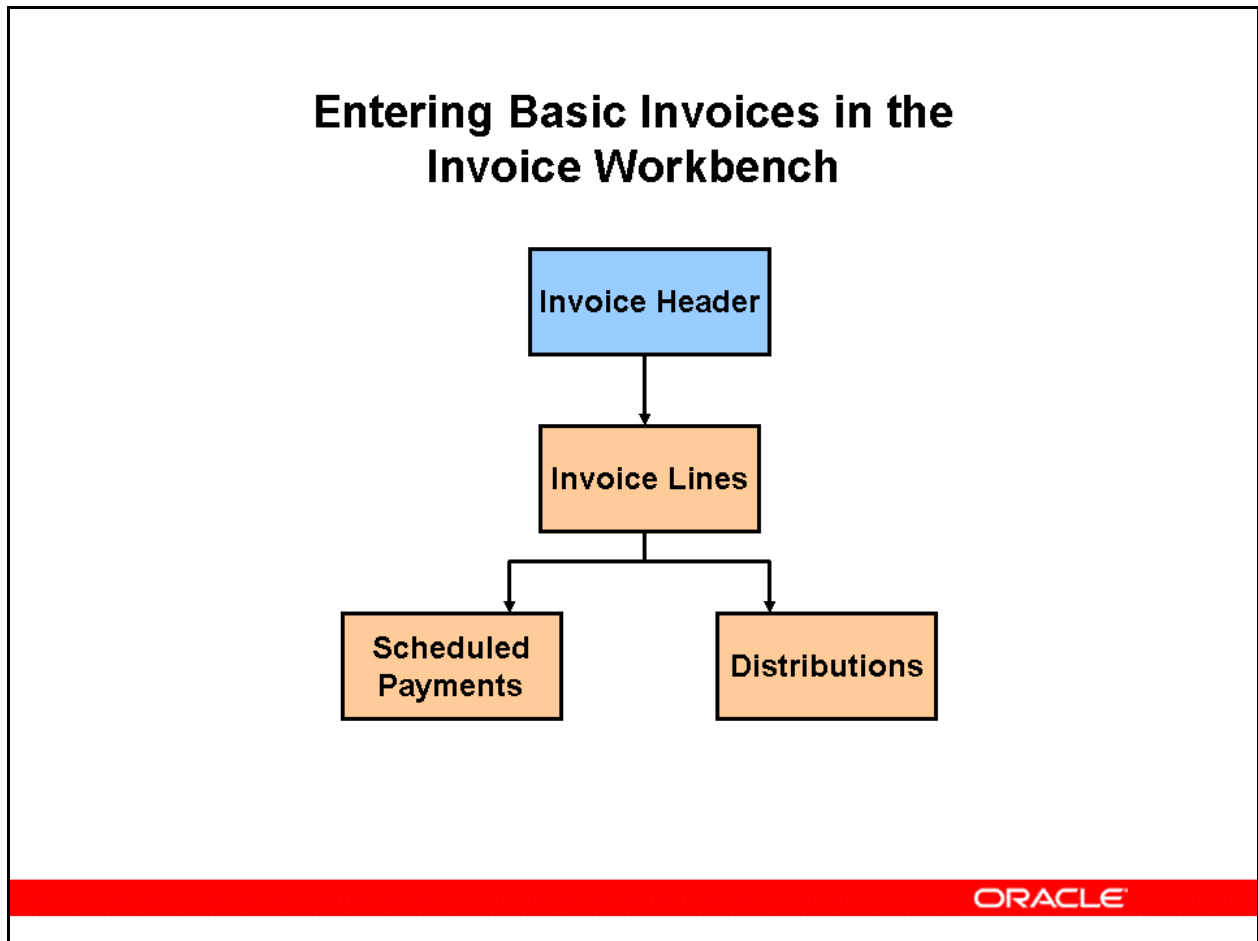 Entering Basic Invoices in the
Invoice Workbench
Invoice Header
Invoice Lines
Scheduled
Payments
Distributions
ORACLE